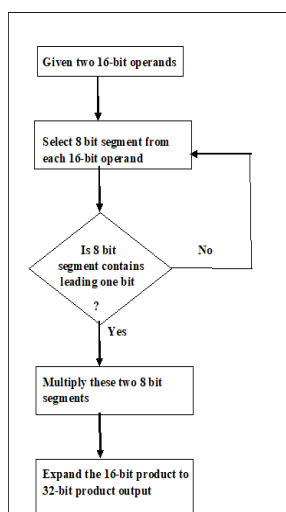 Given two 16-bit operands
Select 8 bit segment from
each 16-bit operand
Is 8 bit
segment contains
leading one bit
?
No
Yes
Multiply these two 8 bit
segments
Expand the 16-bit product to
32-bit product output